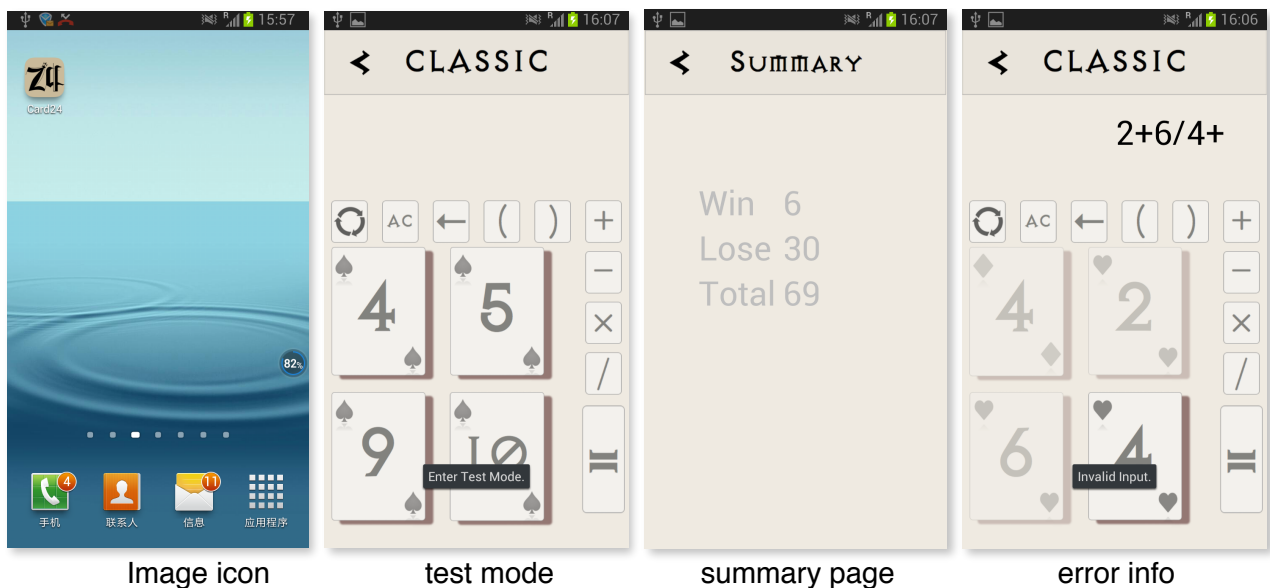 15:57
Z4
Card24
82%
4
11
手机
联系人
信息
应用程序
Image icon
R
16:07
CLASSIC
AC
←
(
)
+
4
5
−
×
/
9
10
=
Enter Test Mode.
test mode
R
16:07
SUMMARY
Win 6
Lose 30
Total 69
summary page
R
16:06
CLASSIC
2+6/4+
AC
←
(
)
+
4
2
−
×
/
6
4
=
Invalid Input.
error info